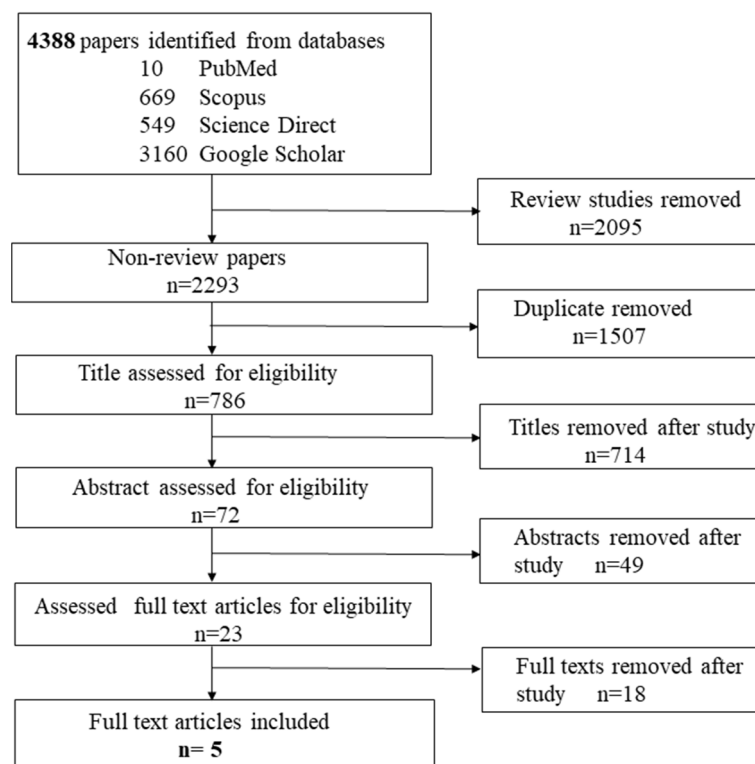 4388 papers identified from databases
10 PubMed
669 Scopus
549 Science Direct
3160 Google Scholar
Review studies removed
n=2095
Non-review papers
n=2293
Duplicate removed
n=1507
Title assessed for eligibility
n=786
Titles removed after study
n=714
Abstract assessed for eligibility
n=72
Abstracts removed after
study n=49
Assessed full text articles for eligibility
n=23
Full texts removed after
study n=18
Full text articles included
n= 5